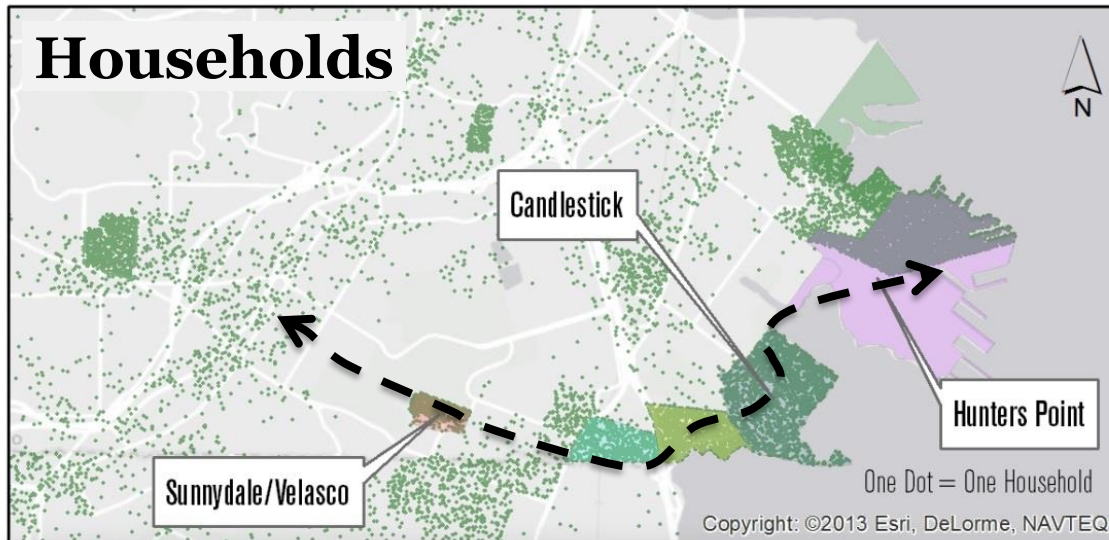 Households
N
Candlestick
Hunters Point
Sunnydale/Velasco
One Dot = One Household
Copyright: ©2013 Esri, DeLorme, NAVTEQ